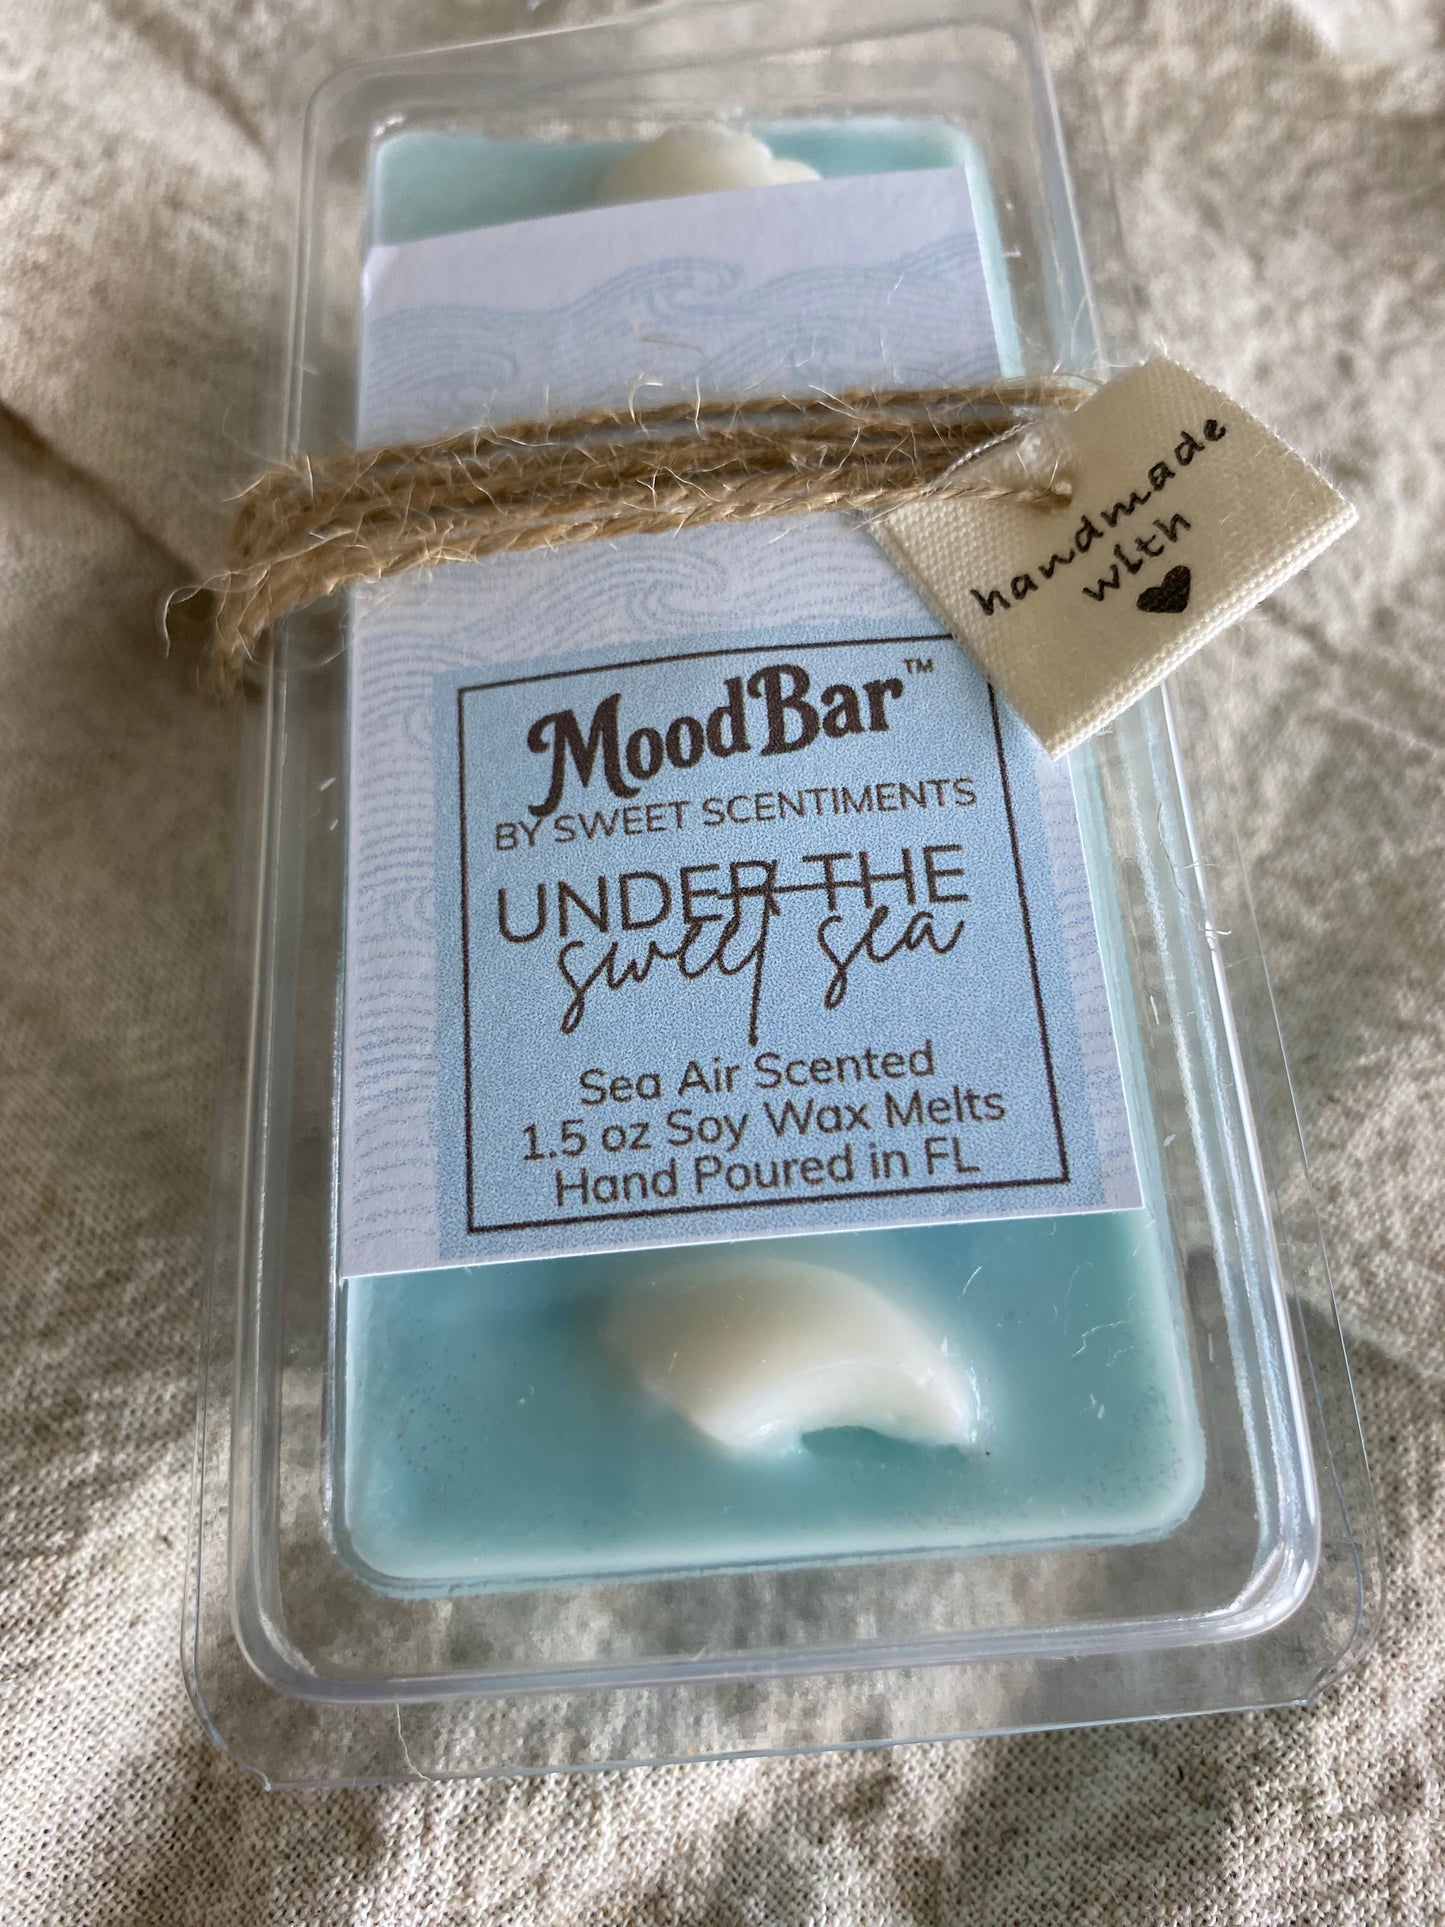 handmade
with
MoodBar™
BY SWEET SCENTIMENTS
UNDER THE
sweet sea
Sea Air Scented
1.5 oz Soy Wax Melts
Hand Poured in FL